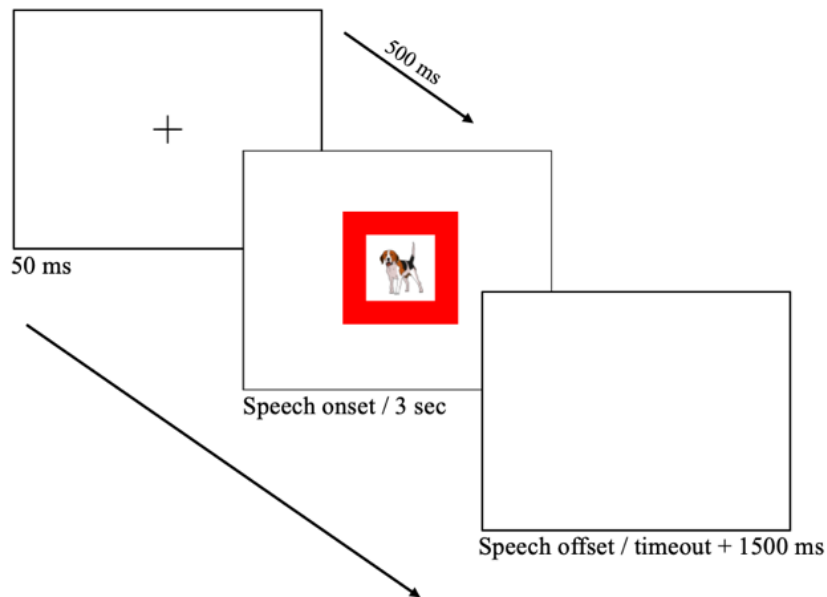 500 ms
50 ms
Speech onset / 3 sec
Speech offset / timeout + 1500 ms